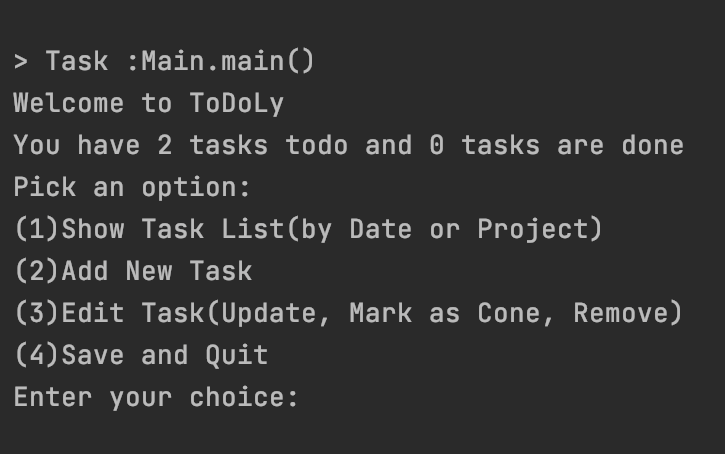 > Task :Main.main()
Welcome to ToDoLy
You have 2 tasks todo and 0 tasks are done
Pick an option:
(1)Show Task List(by Date or Project)
(2)Add New Task
(3)Edit Task(Update, Mark as Cone, Remove)
(4)Save and Quit
Enter your choice: